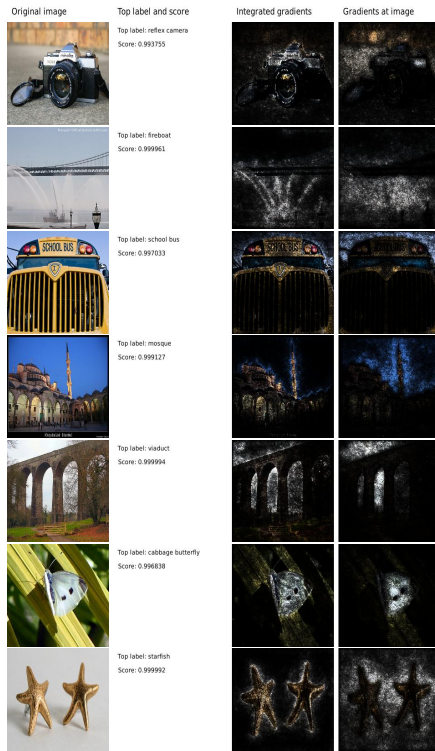 Original image Top label and score Integrated gradients Gradients at image
Top label: reflex camera
Score: 0.993755
Top label: fireboat
Score: 0.999961
SCHOOL BUS
Top label: school bus
Score: 0.997033
Top label: mosque
Score: 0.999127
Top label: viaduct
Score: 0.999994
Top label: cabbage butterfly
Score: 0.996838
Top label: starfish
Score: 0.999992